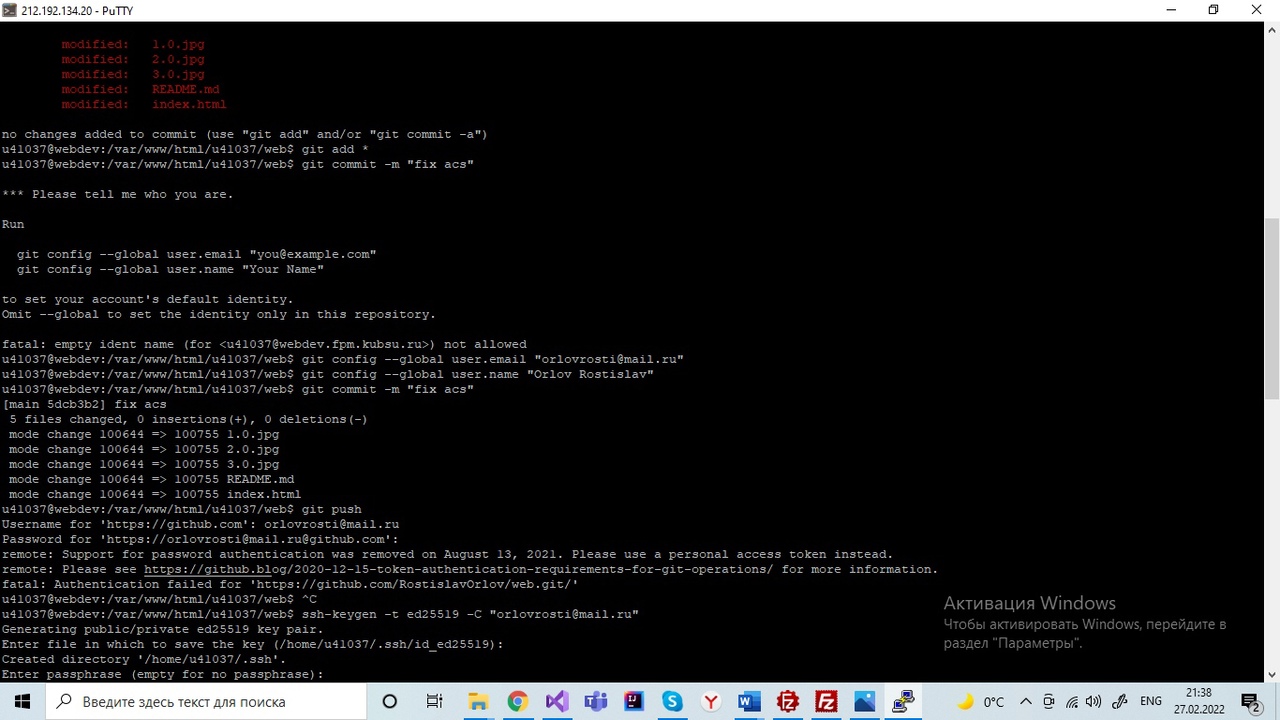 212.192.134.20 - PuTTY
modified: 1.0.jpg
modified: 2.0.jpg
modified: 3.0.jpg
modified: README.md
modified: index.html
no changes added to commit (use "git add" and/or "git commit -a")
u41037@webdev:/var/www/html/u41037/web$ git add *
u41037@webdev:/var/www/html/u41037/web$ git commit -m "fix acs"
*** Please tell me who you are.
Run
git config --global user.email "you@example.com"
git config --global user.name "Your Name"
to set your account's default identity.
Omit --global to set the identity only in this repository.
fatal: empty ident name (for <u41037@webdev.fpm.kubsu.ru>) not allowed
u41037@webdev:/var/www/html/u41037/web$ git config --global user.email "orlovrosti@mail.ru"
u41037@webdev:/var/www/html/u41037/web$ git config --global user.name "Orlov Rostislav"
u41037@webdev:/var/www/html/u41037/web$ git commit -m "fix acs"
[main 5dcb3b2] fix acs
5 files changed, 0 insertions(+), 0 deletions(-)
mode change 100644 => 100755 1.0.jpg
mode change 100644 => 100755 2.0.jpg
mode change 100644 => 100755 3.0.jpg
mode change 100644 => 100755 README.md
mode change 100644 => 100755 index.html
u41037@webdev:/var/www/html/u41037/web$ git push
Username for 'https://github.com': orlovrosti@mail.ru
Password for 'https://orlovrosti@mail.ru@github.com':
remote: Support for password authentication was removed on August 13, 2021. Please use a personal access token instead.
remote: Please see https://github.blog/2020-12-15-token-authentication-requirements-for-git-operations/ for more information.
fatal: Authentication failed for 'https://github.com/RostislavOrlov/web.git/'
u41037@webdev:/var/www/html/u41037/web$ ^C
u41037@webdev:/var/www/html/u41037/web$ ssh-keygen -t ed25519 -C "orlovrosti@mail.ru"
Generating public/private ed25519 key pair.
Enter file in which to save the key (/home/u41037/.ssh/id_ed25519):
Created directory '/home/u41037/.ssh'.
Enter passphrase (empty for no passphrase):
Активация Windows
Чтобы активировать Windows, перейдите в
раздел "Параметры".
Введите здесь текст для поиска
0°C
ENG
21:38
27.02.2022
2